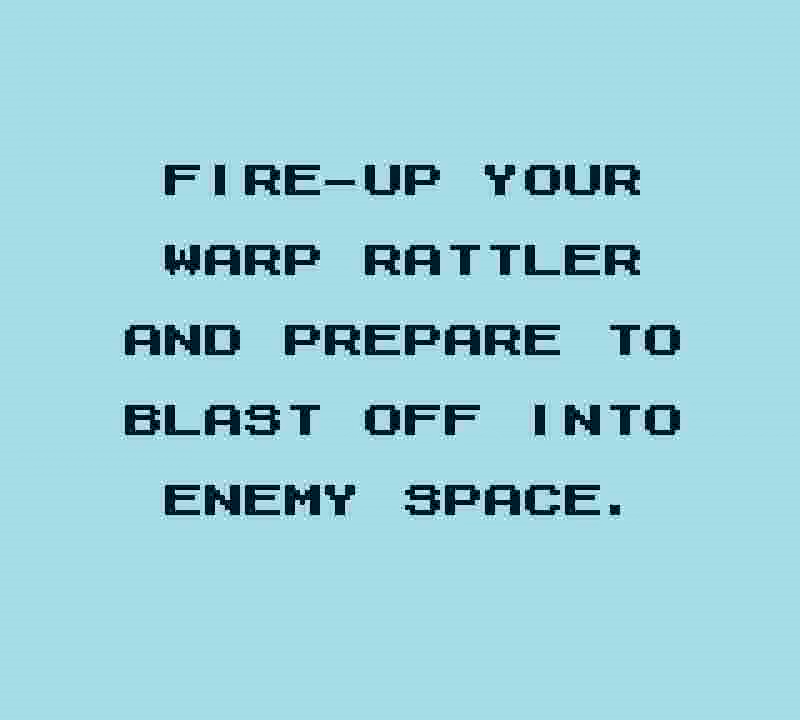 FIRE-UP YOUR
WARP RATTLER
AND PREPARE TO
BLAST OFF INTO
ENEMY SPACE.